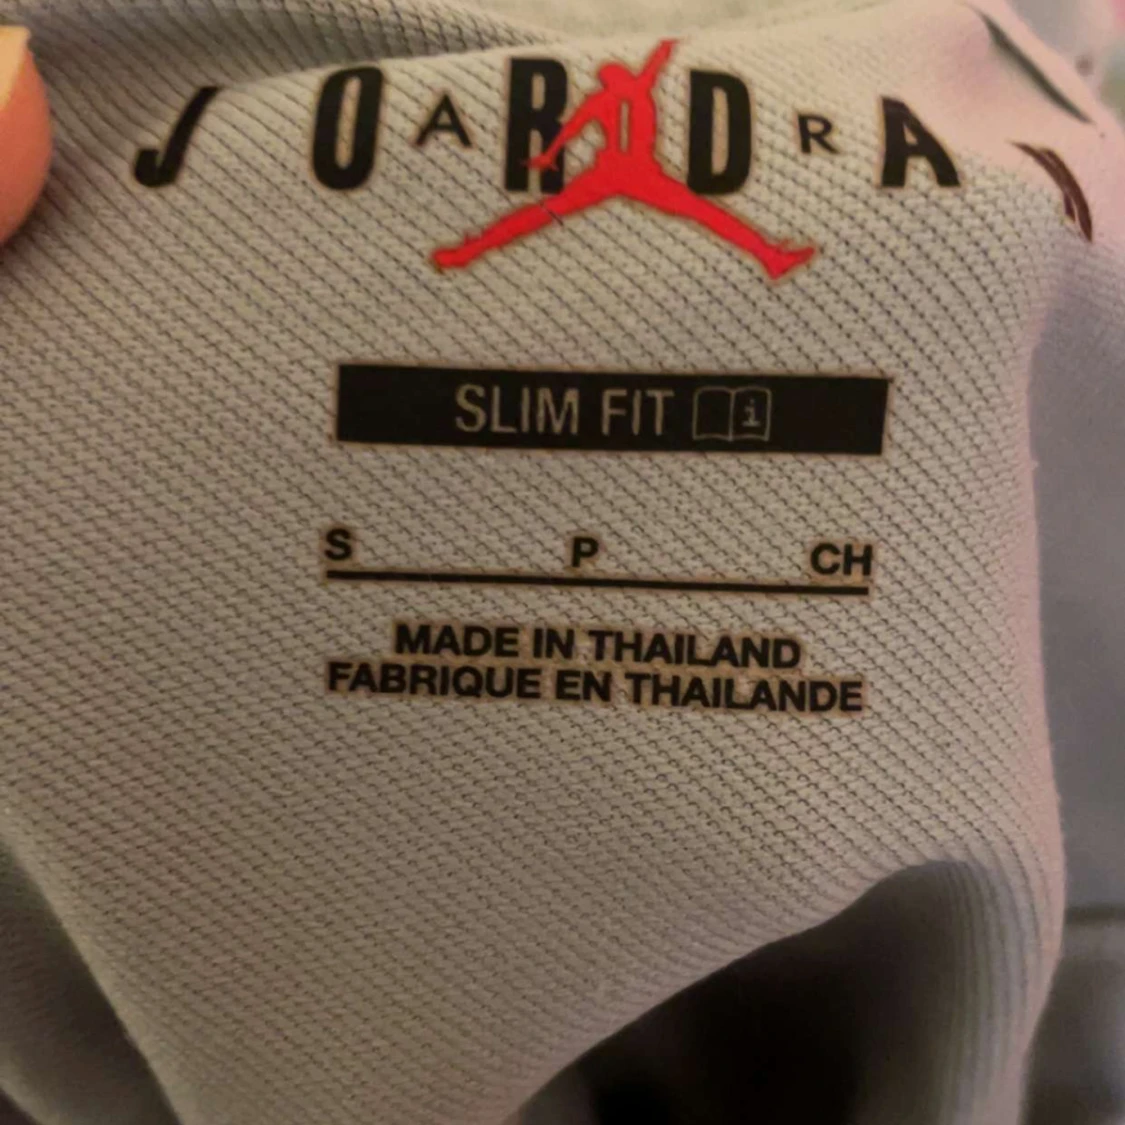 J O A R D R A N
SLIM FIT i
S P CH
MADE IN THAILAND
FABRIQUE EN THAILANDE